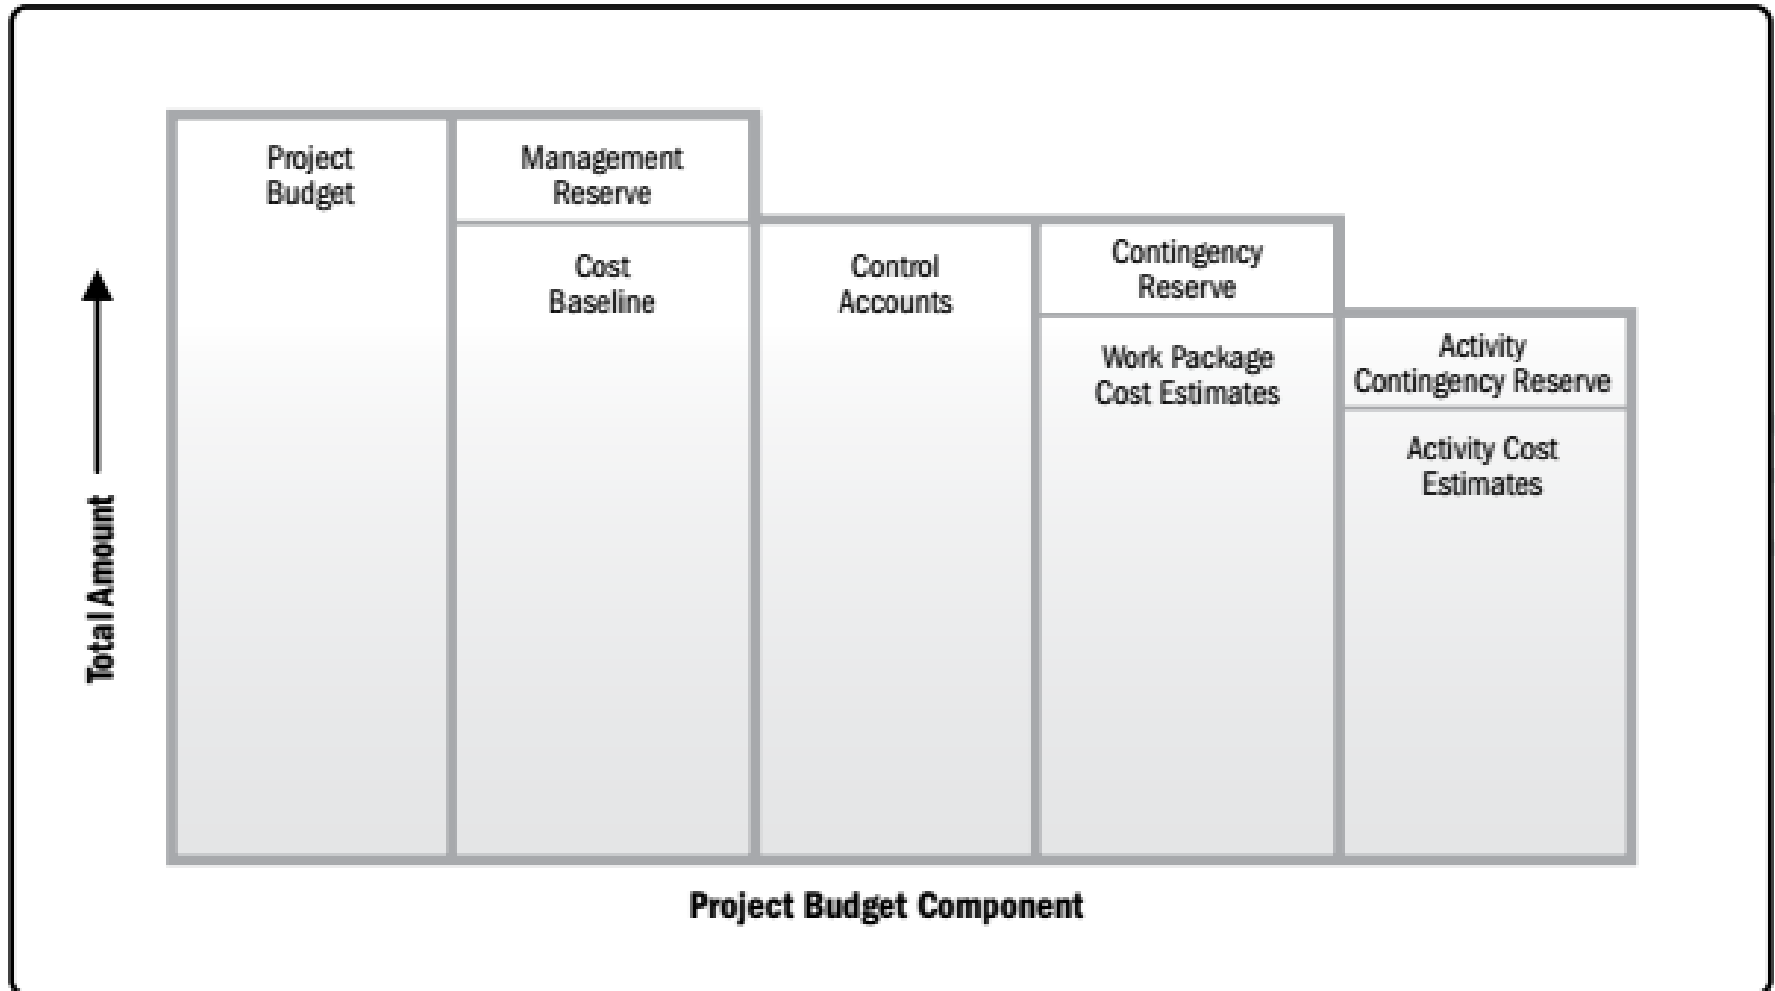 Project
Budget
Management
Reserve
Cost
Baseline
Control
Accounts
Contingency
Reserve
Work Package
Cost Estimates
Activity
Contingency Reserve
Activity Cost
Estimates
Total Amount
Project Budget Component